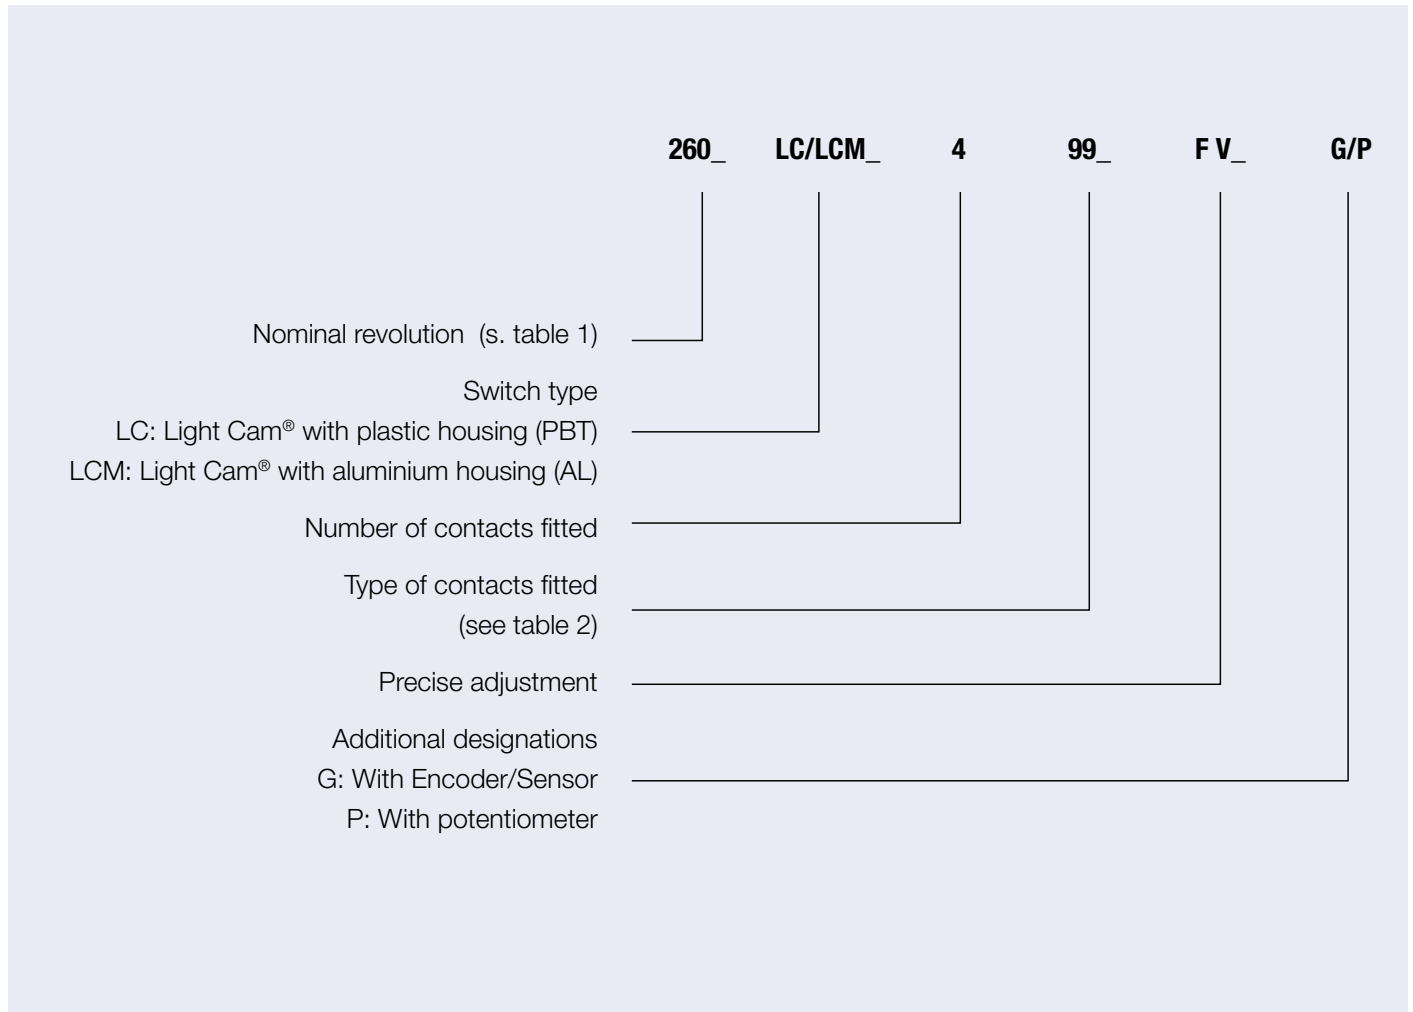 260_ LC/LCM_ 4 99_ F V_ G/P
Nominal revolution (s. table 1)
Switch type
LC: Light Cam® with plastic housing (PBT)
LCM: Light Cam® with aluminium housing (AL)
Number of contacts fitted
Type of contacts fitted
(see table 2)
Precise adjustment
Additional designations
G: With Encoder/Sensor
P: With potentiometer